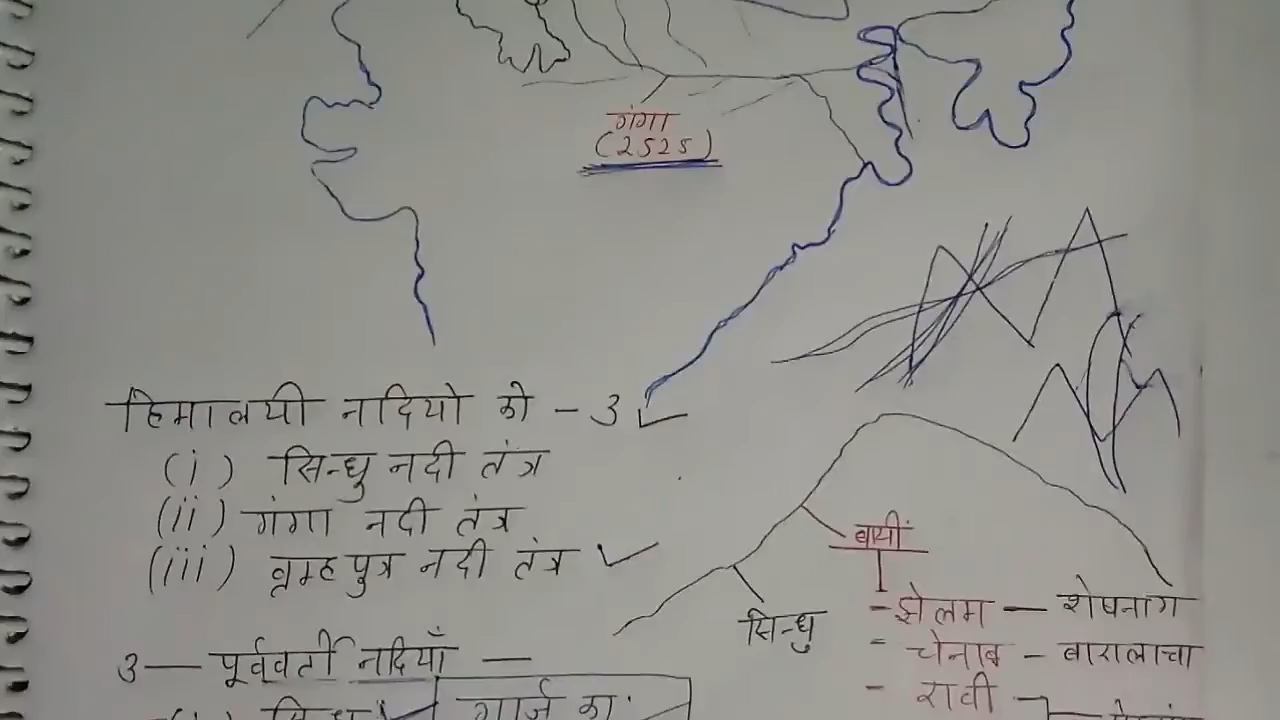 गंगा
(2525)
हिमालयी नदियो को - 3
(i) सिन्धु नदी तंत्र
(ii) गंगा नदी तंत्र
(iii) ब्रम्हपुत्र नदी तंत्र
3 — पूर्ववर्ती नदियाँ —
गार्ज का
बायीं
सिन्धु
- झेलम — शेषनाग
- चेनाब - बारालाचा
- रावी